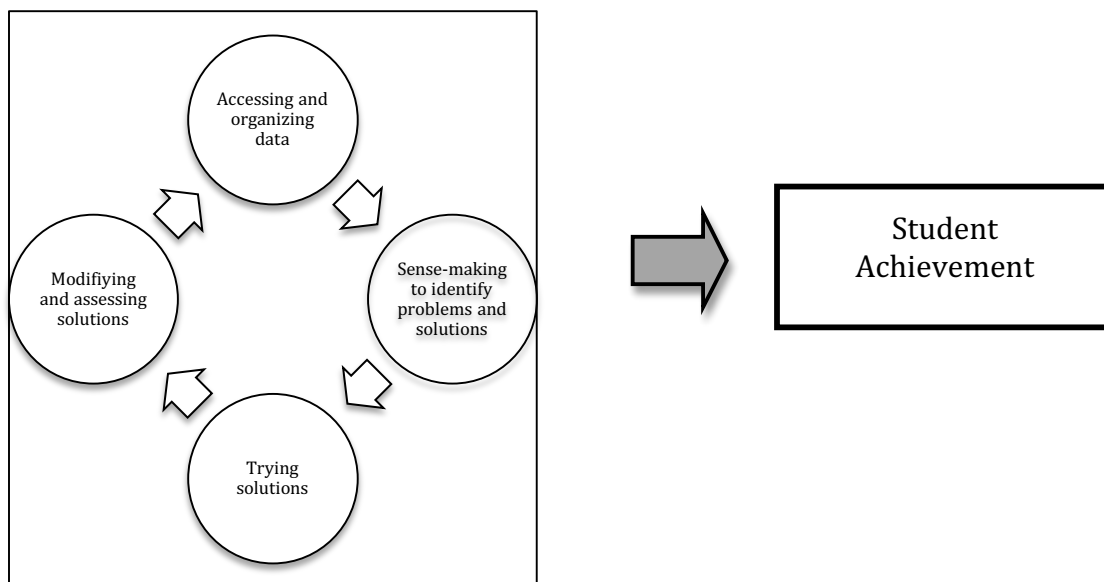 Accessing and
organizing
data
Sense-making
to identify
problems and
solutions
Trying
solutions
Modifiying
and assessing
solutions
Student
Achievement